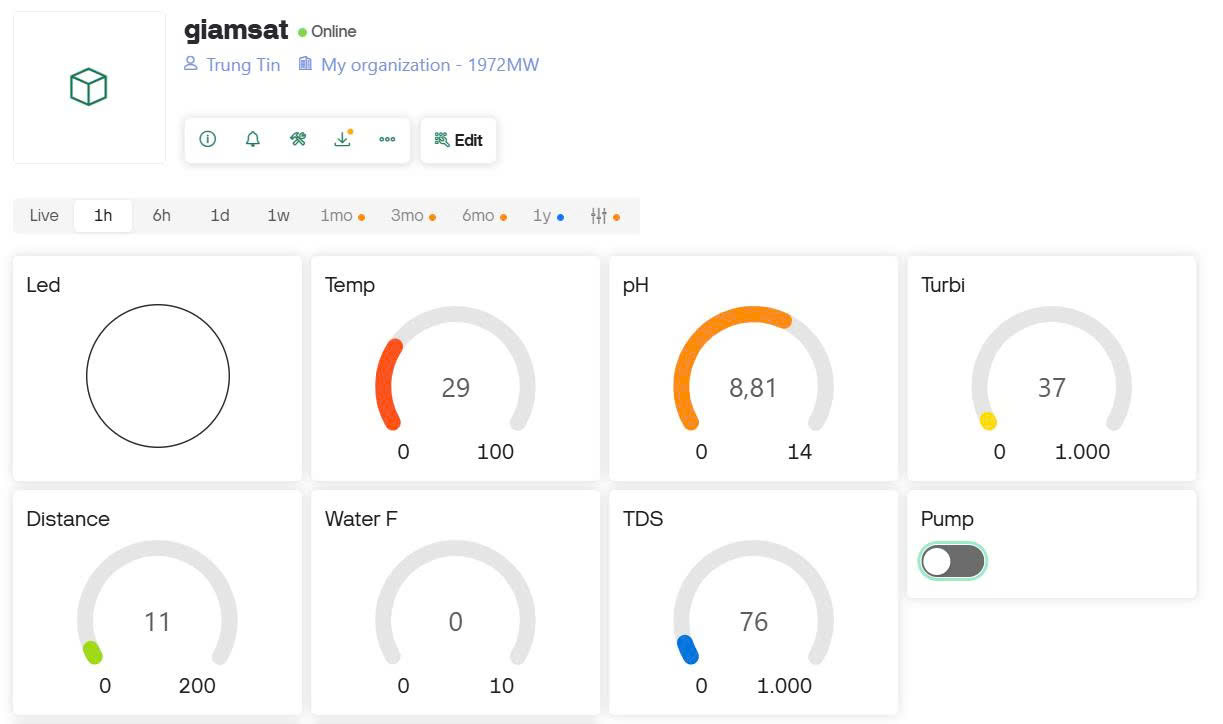 giamsat Online
Trung Tin My organization - 1972MW
Edit
Live 1h 6h 1d 1w 1mo 3mo 6mo 1y
Led Temp pH Turbi
29 8,81 37
0 100 0 14 0 1.000
Distance Water F TDS Pump
11 0 76
0 200 0 10 0 1.000